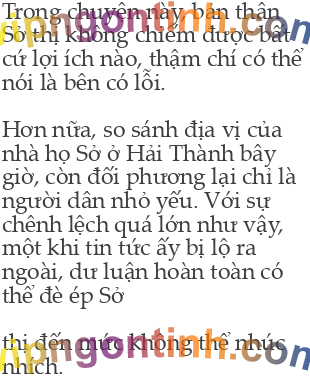 Trong chuyện này bản thân
Sở thị không chiếm được bất
cứ lợi ích nào, thậm chí có thể
nói là bên có lỗi.
Hơn nữa, so sánh địa vị của
nhà họ Sở ở Hải Thành bây
giờ, còn đối phương lại chỉ là
người dân nhỏ yếu. Với sự
chênh lệch quá lớn như vậy,
một khi tin tức ấy bị lộ ra
ngoài, dư luận hoàn toàn có
thể đè ép Sở
thị đến mức không thể nhúc
nhích.